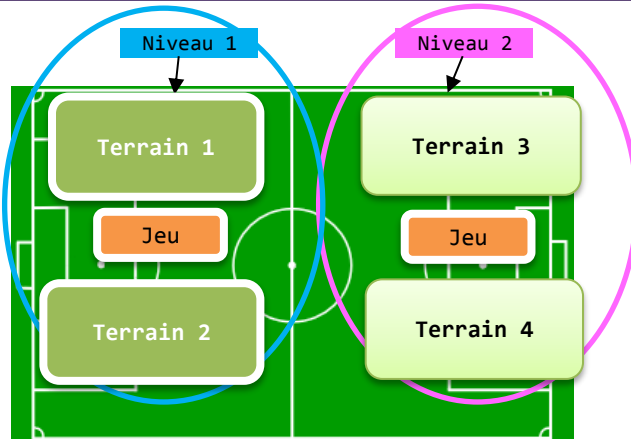 Niveau 1
Niveau 2
Terrain 1
Terrain 3
Jeu
Jeu
Terrain 2
Terrain 4